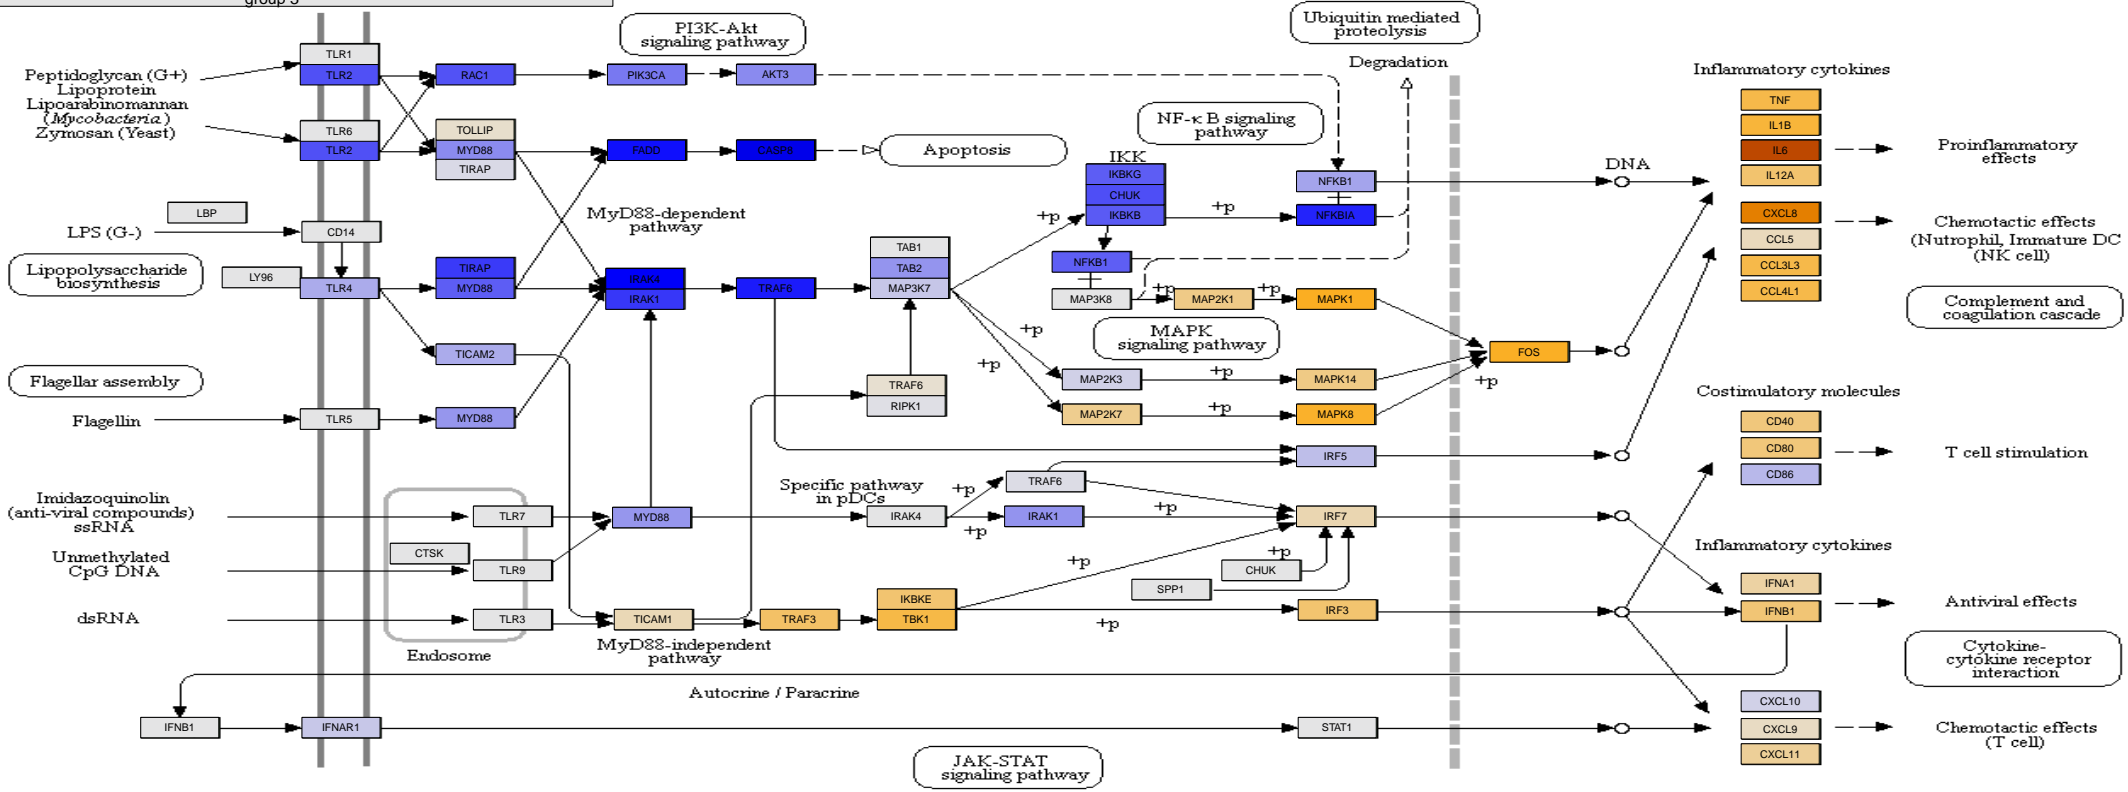 group 3
PI3K-Akt
signaling pathway
Ubiquitin mediated
proteolysis
Degradation
TLR1
TLR2
RAC1
PIK3CA
AKT3
Peptidoglycan (G+)
Lipoprotein
Lipoarabinomannan
(Mycobacteria)
Zymosan (Yeast)
TLR6
TLR2
TOLLIP
MYD88
TIRAP
FADD
CASP8
Apoptosis
NF-κ B signaling
pathway
IKK
IKBKG
CHUK
IKBKB
+p
+p
NFKB1
NFKBIA
DNA
Inflammatory cytokines
TNF
IL1B
IL6
IL12A
Proinflammatory
effects
CXCL8
CCL5
CCL3L3
CCL4L1
Chemotactic effects
(Nutrophil, Immature DC
(NK cell)
Complement and
coagulation cascade
LBP
LPS (G-)
CD14
MyD88-dependent
pathway
Lipopolysaccharide
biosynthesis
LY96
TLR4
TIRAP
MYD88
IRAK4
IRAK1
TRAF6
TAB1
TAB2
MAP3K7
NFKB1
MAP3K8
+p
MAP2K1
+p
MAPK1
MAPK
signaling pathway
FOS
+p
TICAM2
+p
+p
MAP2K3
+p
MAPK14
MAP2K7
+p
MAPK8
TRAF6
RIPK1
Flagellar assembly
Flagellin
TLR5
MYD88
IRF5
Costimulatory molecules
CD40
CD80
CD86
T cell stimulation
Imidazoquinolin
(anti-viral compounds)
ssRNA
TLR7
MYD88
Specific pathway
in pDCs
IRAK4
+p
+p
TRAF6
IRAK1
+p
IRF7
Unmethylated
CpG DNA
CTSK
TLR9
+p
CHUK
+p
SPP1
dsRNA
TLR3
TICAM1
TRAF3
IKBKE
TBK1
+p
IRF3
Inflammatory cytokines
IFNA1
IFNB1
Antiviral effects
Endosome
MyD88-independent
pathway
Cytokine-
cytokine receptor
interaction
Autocrine / Paracrine
IFNB1
IFNAR1
STAT1
CXCL10
CXCL9
CXCL11
Chemotactic effects
(T cell)
JAK-STAT
signaling pathway